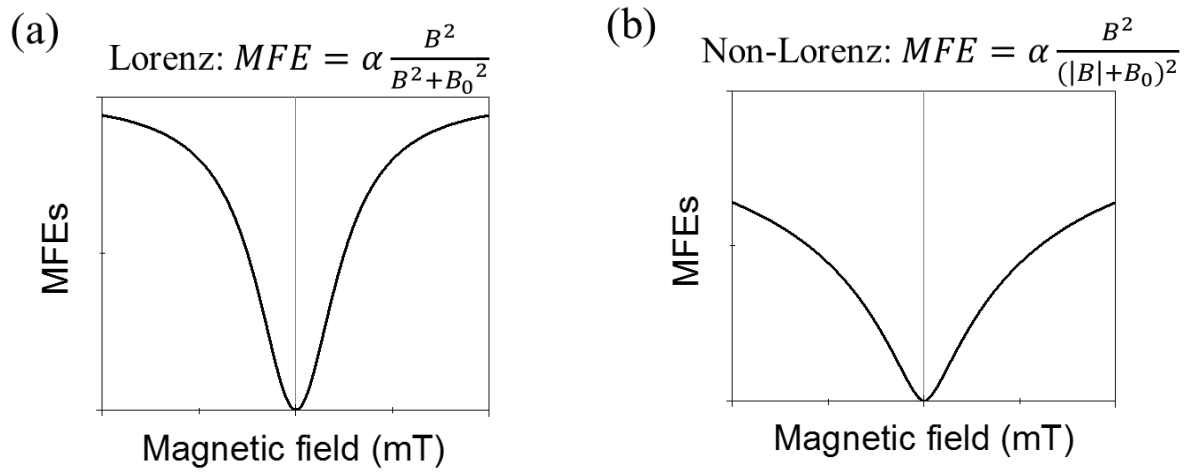 (a)
Lorenz: MFE = α B² / (B² + B₀²)
MFEs
Magnetic field (mT)
(b)
Non-Lorenz: MFE = α B² / (|B| + B₀)²
MFEs
Magnetic field (mT)